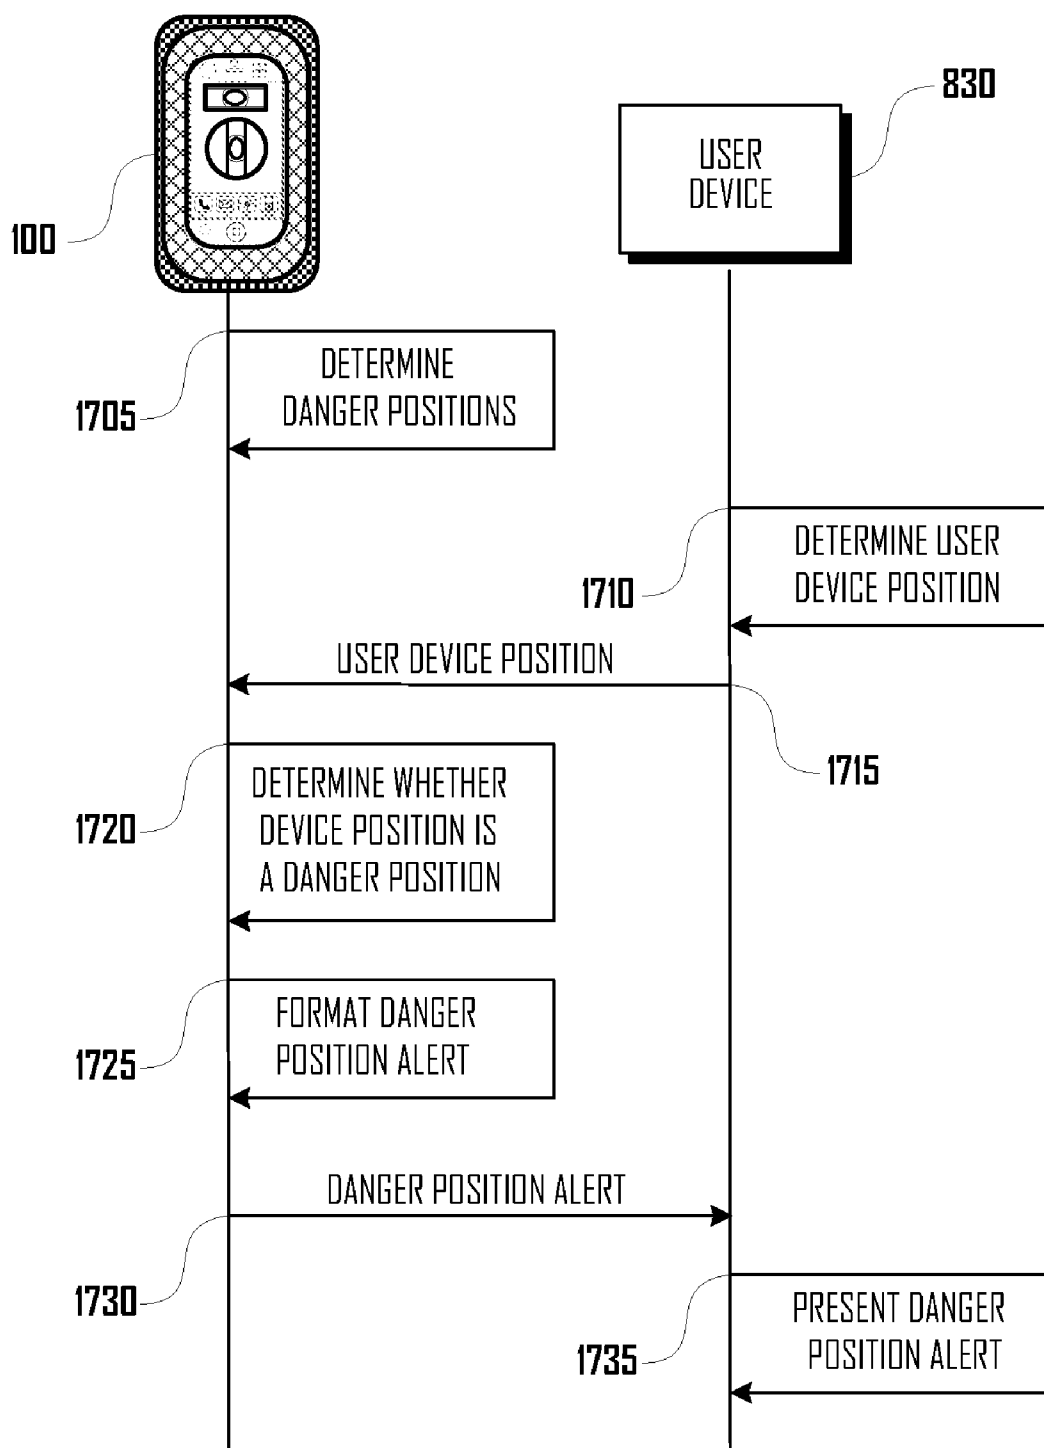 830
USER
DEVICE
100
DETERMINE
DANGER POSITIONS
1705
DETERMINE USER
DEVICE POSITION
1710
USER DEVICE POSITION
1715
DETERMINE WHETHER
DEVICE POSITION IS
A DANGER POSITION
1720
FORMAT DANGER
POSITION ALERT
1725
DANGER POSITION ALERT
1730
PRESENT DANGER
POSITION ALERT
1735